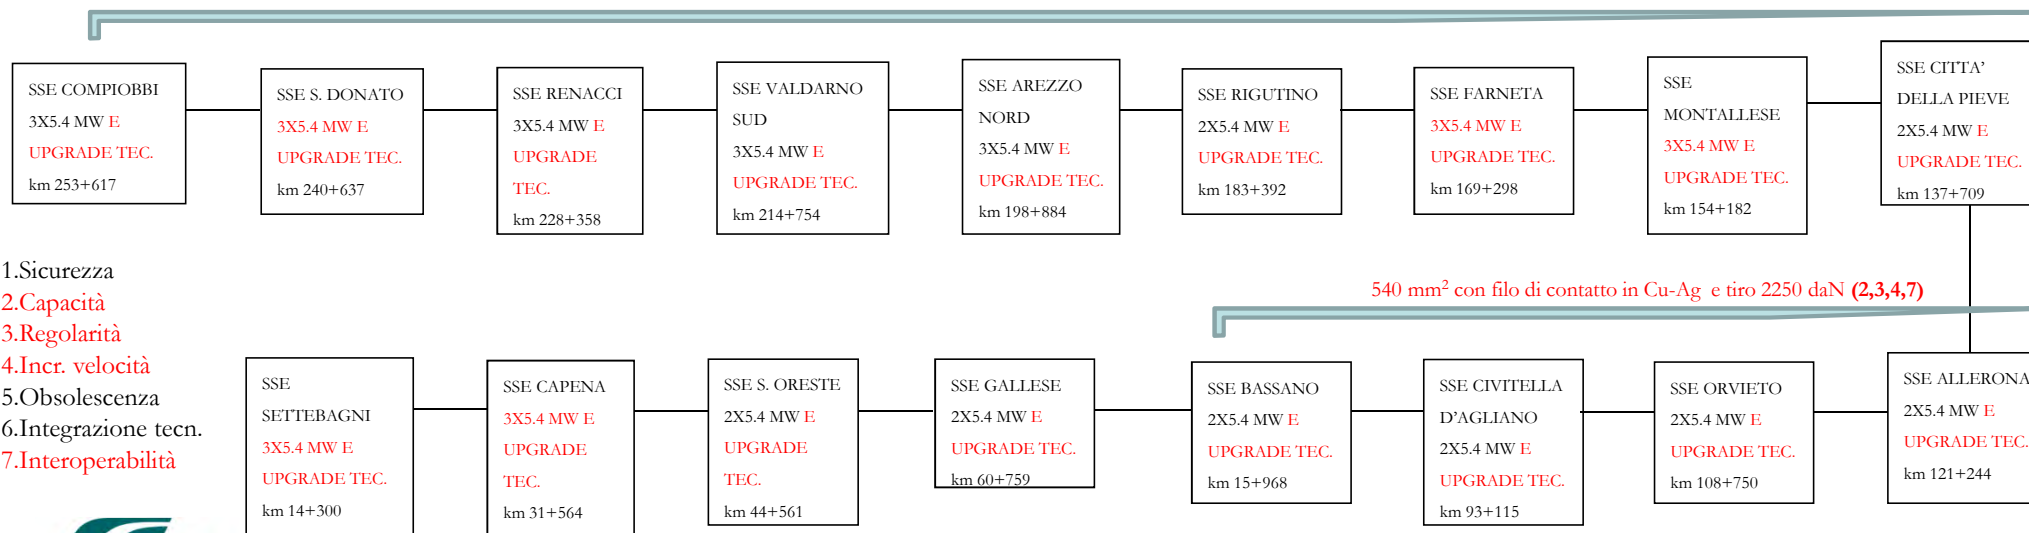 SSE COMPIOBBI
3X5.4 MW E
UPGRADE TEC.
km 253+617
SSE S. DONATO
3X5.4 MW E
UPGRADE TEC.
km 240+637
SSE RENACCI
3X5.4 MW E
UPGRADE
TEC.
km 228+358
SSE VALDARNO
SUD
3X5.4 MW E
UPGRADE TEC.
km 214+754
SSE AREZZO
NORD
3X5.4 MW E
UPGRADE TEC.
km 198+884
SSE RIGUTINO
2X5.4 MW E
UPGRADE TEC.
km 183+392
SSE FARNETA
3X5.4 MW E
UPGRADE TEC.
km 169+298
SSE
MONTALLESE
3X5.4 MW E
UPGRADE TEC.
km 154+182
SSE CITTA'
DELLA PIEVE
2X5.4 MW E
UPGRADE TEC.
km 137+709
1.Sicurezza
2.Capacità
3.Regolarità
4.Incr. velocità
5.Obsolescenza
6.Integrazione tecn.
7.Interoperabilità
540 mm² con filo di contatto in Cu-Ag e tiro 2250 daN (2,3,4,7)
SSE
SETTEBAGNI
3X5.4 MW E
UPGRADE TEC.
km 14+300
SSE CAPENA
3X5.4 MW E
UPGRADE
TEC.
km 31+564
SSE S. ORESTE
2X5.4 MW E
UPGRADE
TEC.
km 44+561
SSE GALLESE
2X5.4 MW E
UPGRADE TEC.
km 60+759
SSE BASSANO
2X5.4 MW E
UPGRADE TEC.
km 15+968
SSE CIVITELLA
D'AGLIANO
2X5.4 MW E
UPGRADE TEC.
km 93+115
SSE ORVIETO
2X5.4 MW E
UPGRADE TEC.
km 108+750
SSE ALLERONA
2X5.4 MW E
UPGRADE TEC.
km 121+244